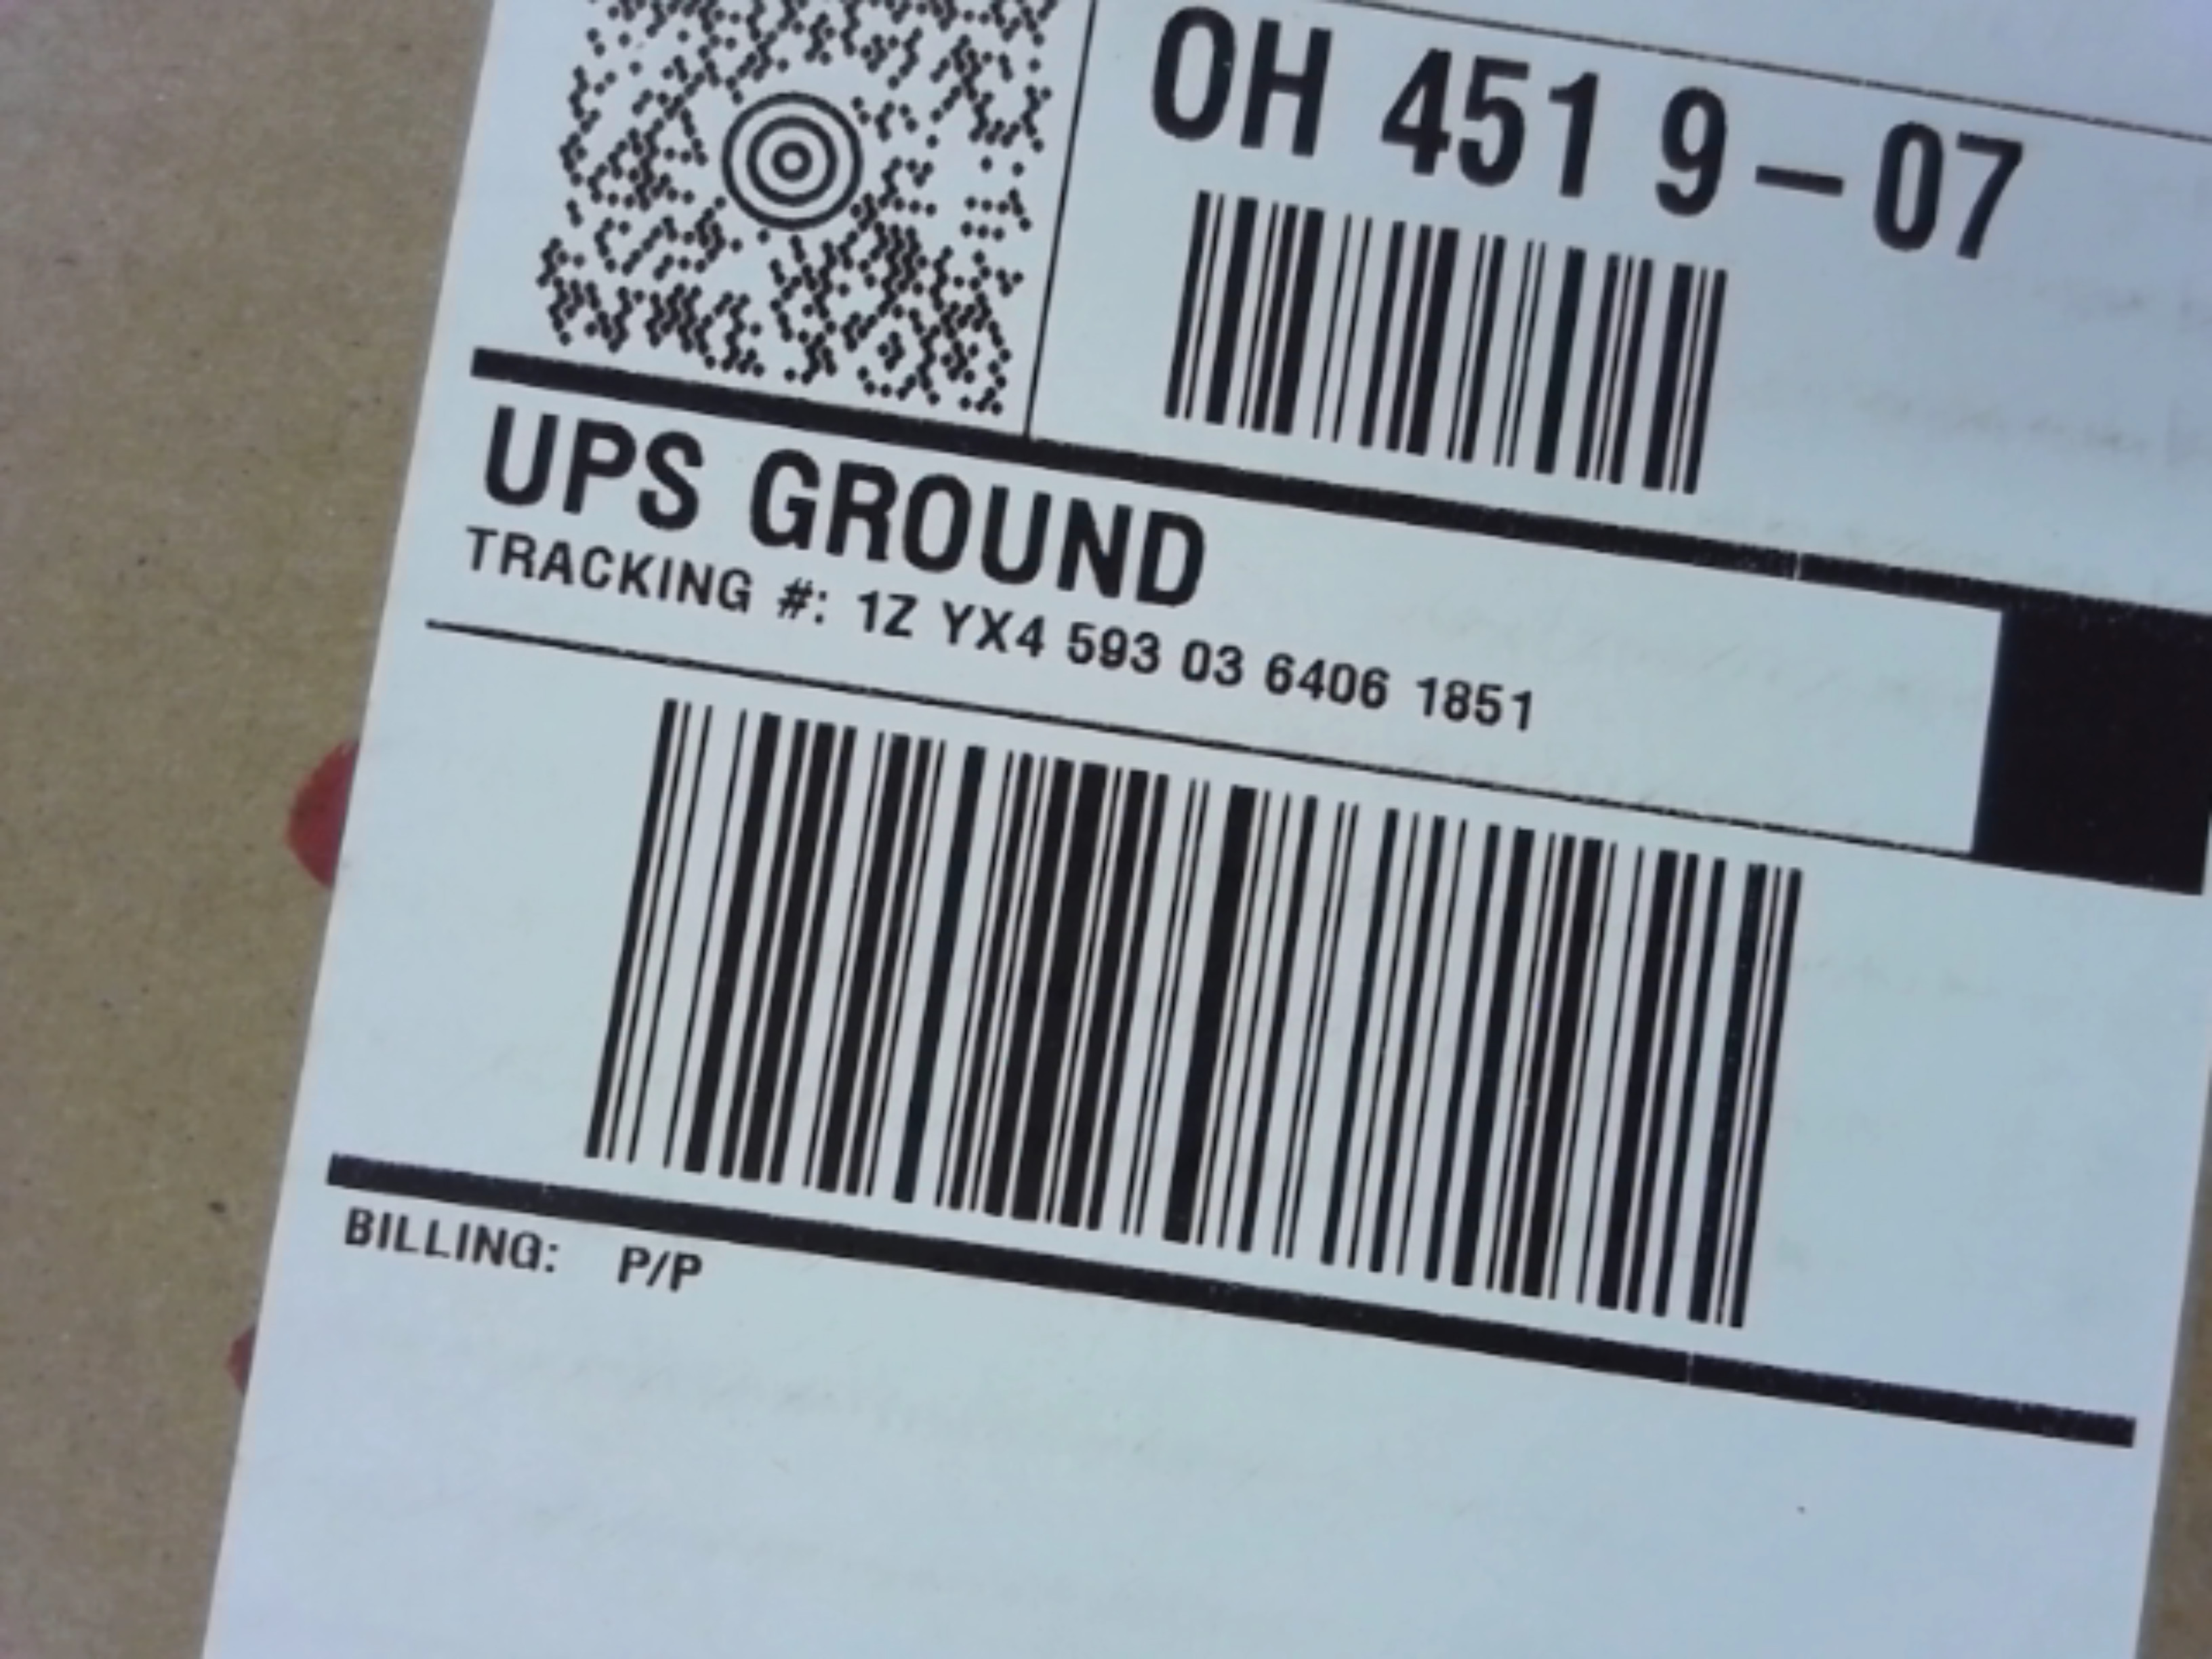 OH 451 9-07
UPS GROUND
TRACKING #: 1Z YX4 593 03 6406 1851
BILLING: P/P